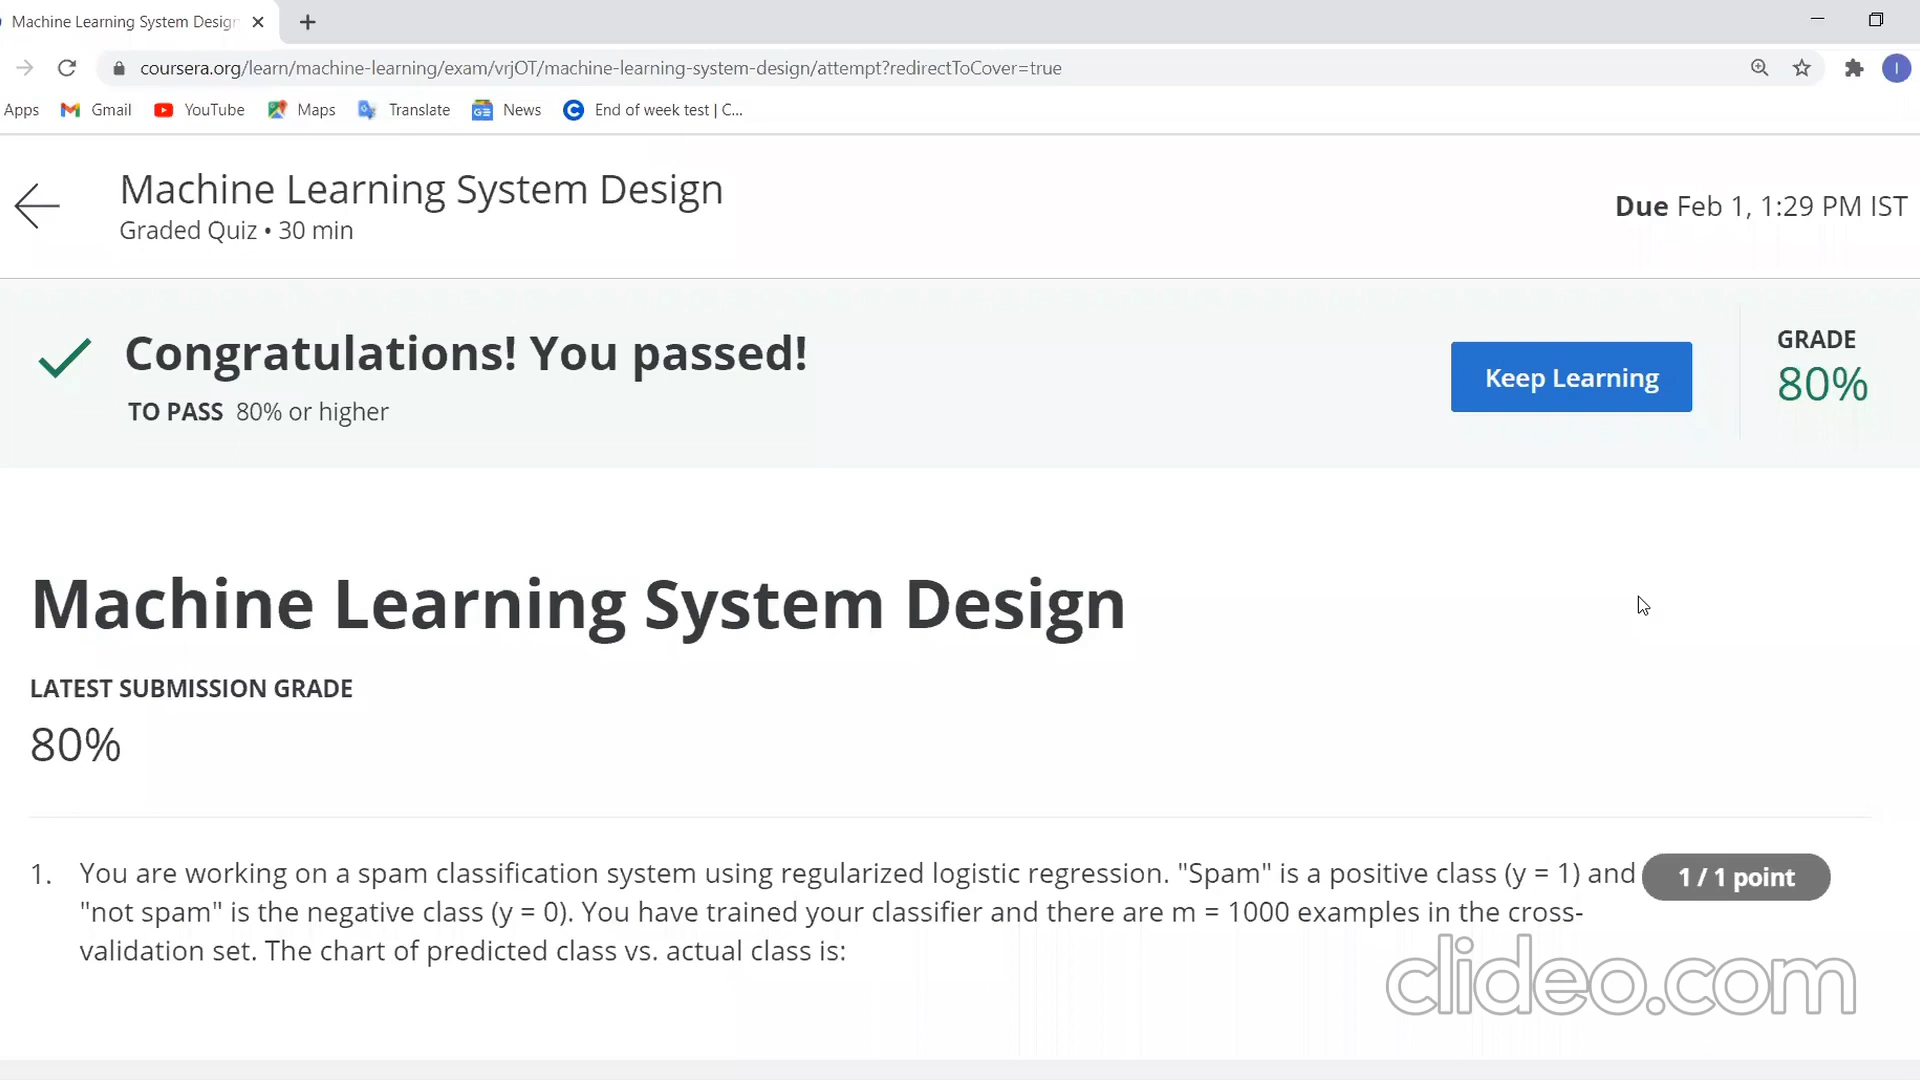 Machine Learning System Desig
coursera.org/learn/machine-learning/exam/vrjOT/machine-learning-system-design/attempt?redirectToCover=true
I
Apps Gmail YouTube Maps Translate News End of week test | C...
Machine Learning System Design
Graded Quiz • 30 min
Due Feb 1, 1:29 PM IST
Congratulations! You passed!
TO PASS 80% or higher
Keep Learning
GRADE
80%
Machine Learning System Design
LATEST SUBMISSION GRADE
80%
1. You are working on a spam classification system using regularized logistic regression. "Spam" is a positive class (y = 1) and 1 / 1 point
"not spam" is the negative class (y = 0). You have trained your classifier and there are m = 1000 examples in the cross-
validation set. The chart of predicted class vs. actual class is:
clideo.com